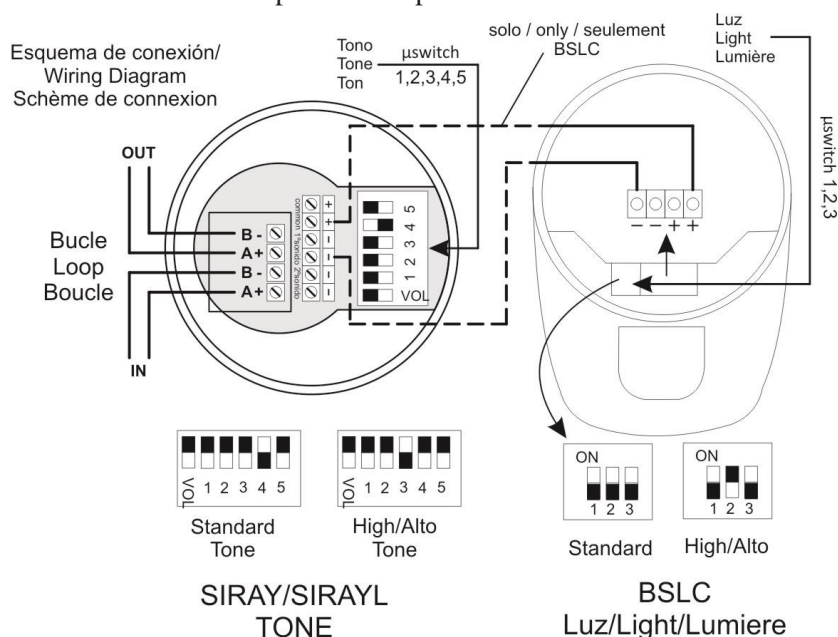 Esquema de conexión/
Wiring Diagram
Schème de connexion
Tono
Tone
Ton
µswitch
1,2,3,4,5
solo / only / seulement
BSLC
Luz
Light
Lumière
µswitch 1,2,3
OUT
Bucle
Loop
Boucle
IN
B -
A+
B -
A+
common 1ºsonido 2ºsonido
+
+
–
–
–
–
5
4
3
2
1
VOL
– – + +
VOL 1 2 3 4 5
Standard
Tone
VOL 1 2 3 4 5
High/Alto
Tone
SIRAY/SIRAYL
TONE
ON
1 2 3
Standard
ON
1 2 3
High/Alto
BSLC
Luz/Light/Lumiere